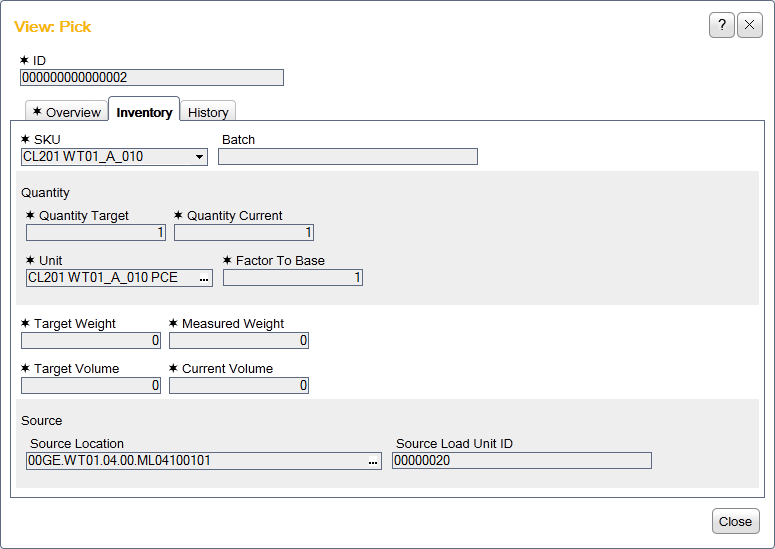 View: Pick
?
✶ ID
000000000000002
✶ Overview Inventory History
✶ SKU Batch
CL201 WT01_A_010
Quantity
✶ Quantity Target ✶ Quantity Current
1 1
✶ Unit ✶ Factor To Base
CL201 WT01_A_010 PCE ... 1
✶ Target Weight ✶ Measured Weight
0 0
✶ Target Volume ✶ Current Volume
0 0
Source
Source Location Source Load Unit ID
00GE.WT01.04.00.ML04100101 ... 00000020
Close